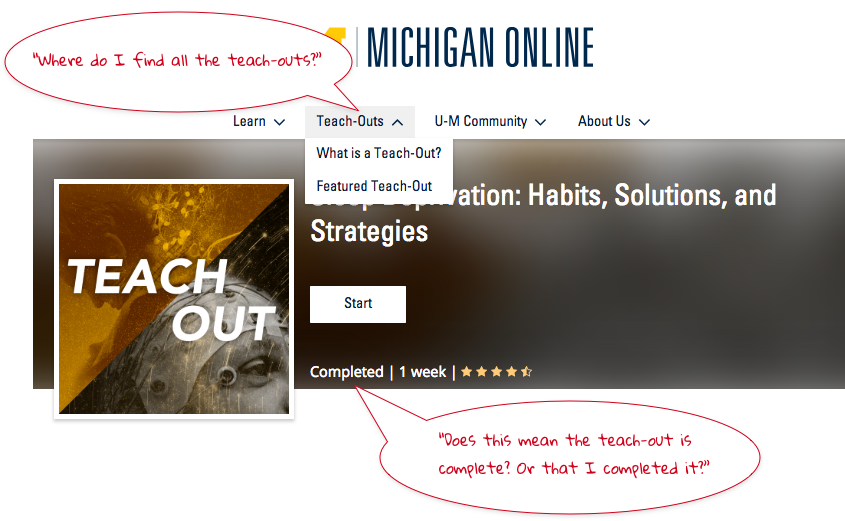 "Where do I find all the teach-outs?"
MICHIGAN ONLINE
Learn Teach-Outs U-M Community About Us
What is a Teach-Out?
Featured Teach-Out
Sleep Deprivation: Habits, Solutions, and
Strategies
TEACH
OUT
Start
Completed | 1 week |
"Does this mean the teach-out is
complete? Or that I completed it?"